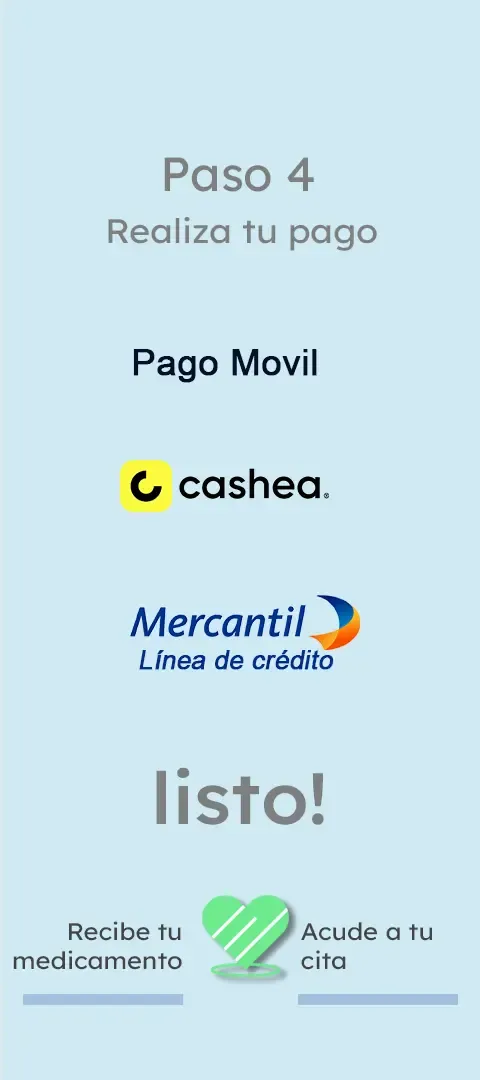 Paso 4
Realiza tu pago
Pago Movil
cashea®
Mercantil
Línea de crédito
listo!
Recibe tu
medicamento
Acude a tu
cita